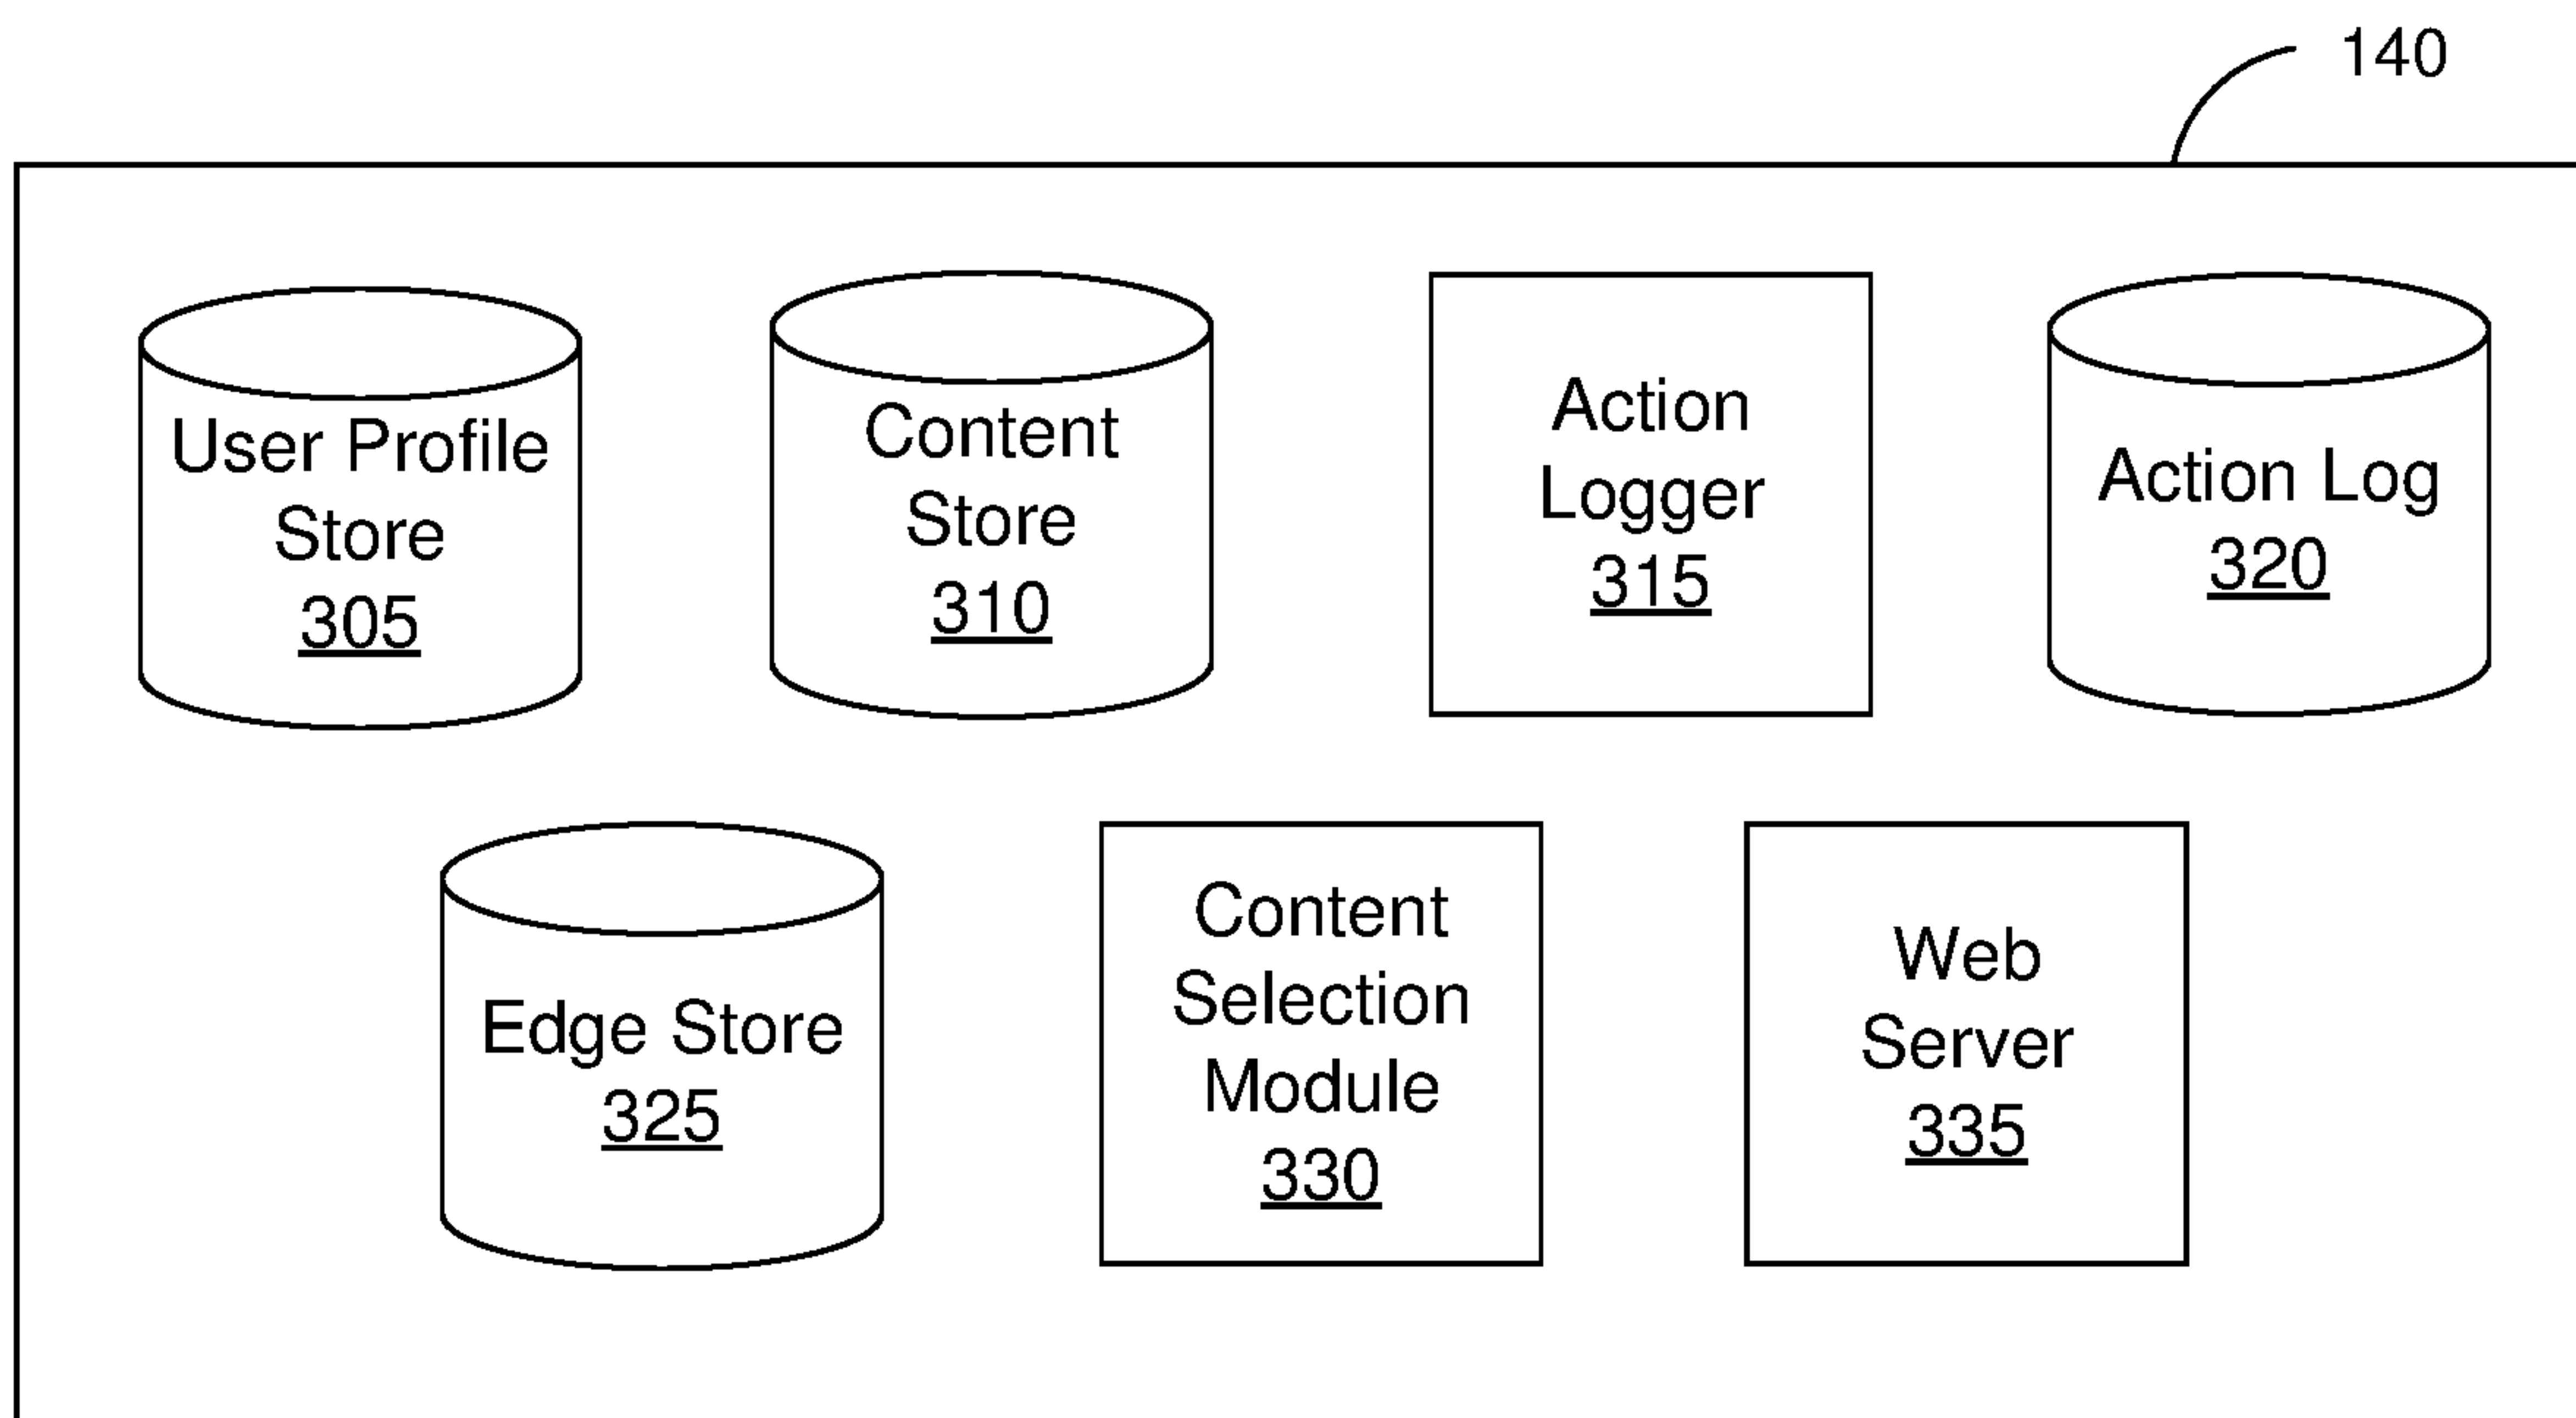 140
User Profile
Store
305
Content
Store
310
Action
Logger
315
Action Log
320
Edge Store
325
Content
Selection
Module
330
Web
Server
335